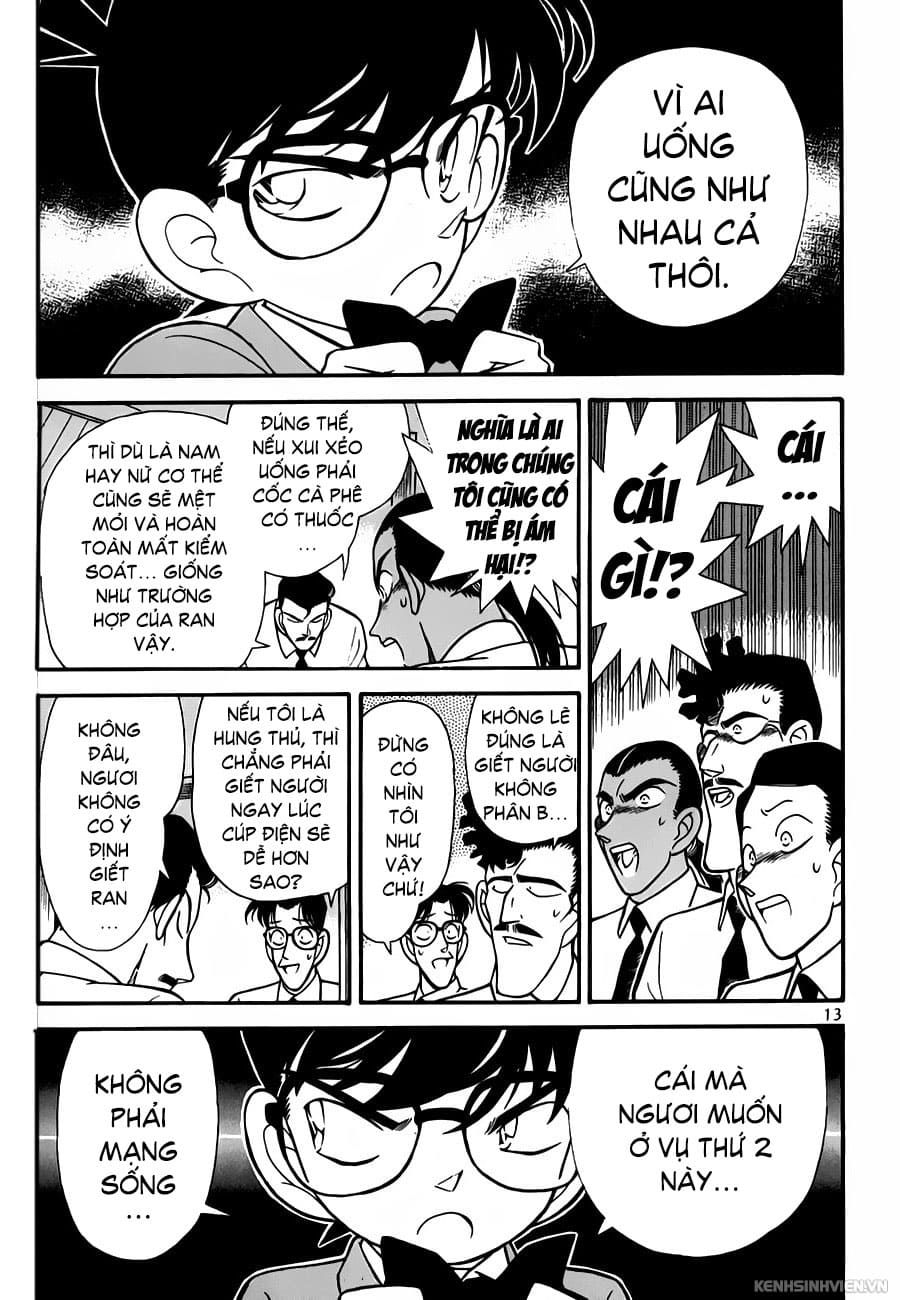 VÌ AI
UỐNG
CŨNG NHƯ
NHAU CẢ
THÔI.
CÁI
...
CÁI
GÌ!?
NGHĨA LÀ AI
TRONG CHÚNG
TÔI CŨNG CÓ
THỂ BỊ ÁM
HẠI!?
ĐÚNG THẾ,
NẾU XUI XẺO
UỐNG PHẢI
CỐC CÀ PHÊ
CÓ THUỐC
...
THÌ DÙ LÀ NAM
HAY NỮ CƠ THỂ
CŨNG SẼ MỆT
MỎI VÀ HOÀN
TOÀN MẤT KIỂM
SOÁT... GIỐNG
NHƯ TRƯỜNG
HỢP CỦA RAN
VẬY.
KHÔNG LẼ
ĐÚNG LÀ
GIẾT NGƯỜI
KHÔNG
PHÂN B...
ĐỪNG
CÓ
NHÌN TÔI
NHƯ
VẬY CHỨ!
NẾU TÔI LÀ
HUNG THỦ, THÌ
CHẲNG PHẢI
GIẾT NGƯỜI
NGAY LÚC
CÚP ĐIỆN SẼ
DỄ HƠN
SAO?
KHÔNG
ĐÂU,
NGƯƠI
KHÔNG
CÓ Ý
ĐỊNH
GIẾT
RAN
...
13
CÁI MÀ
NGƯƠI MUỐN
Ở VỤ THỨ 2
NÀY...
KHÔNG
PHẢI
MẠNG
SỐNG
...
KENHSINHVIEN.VN